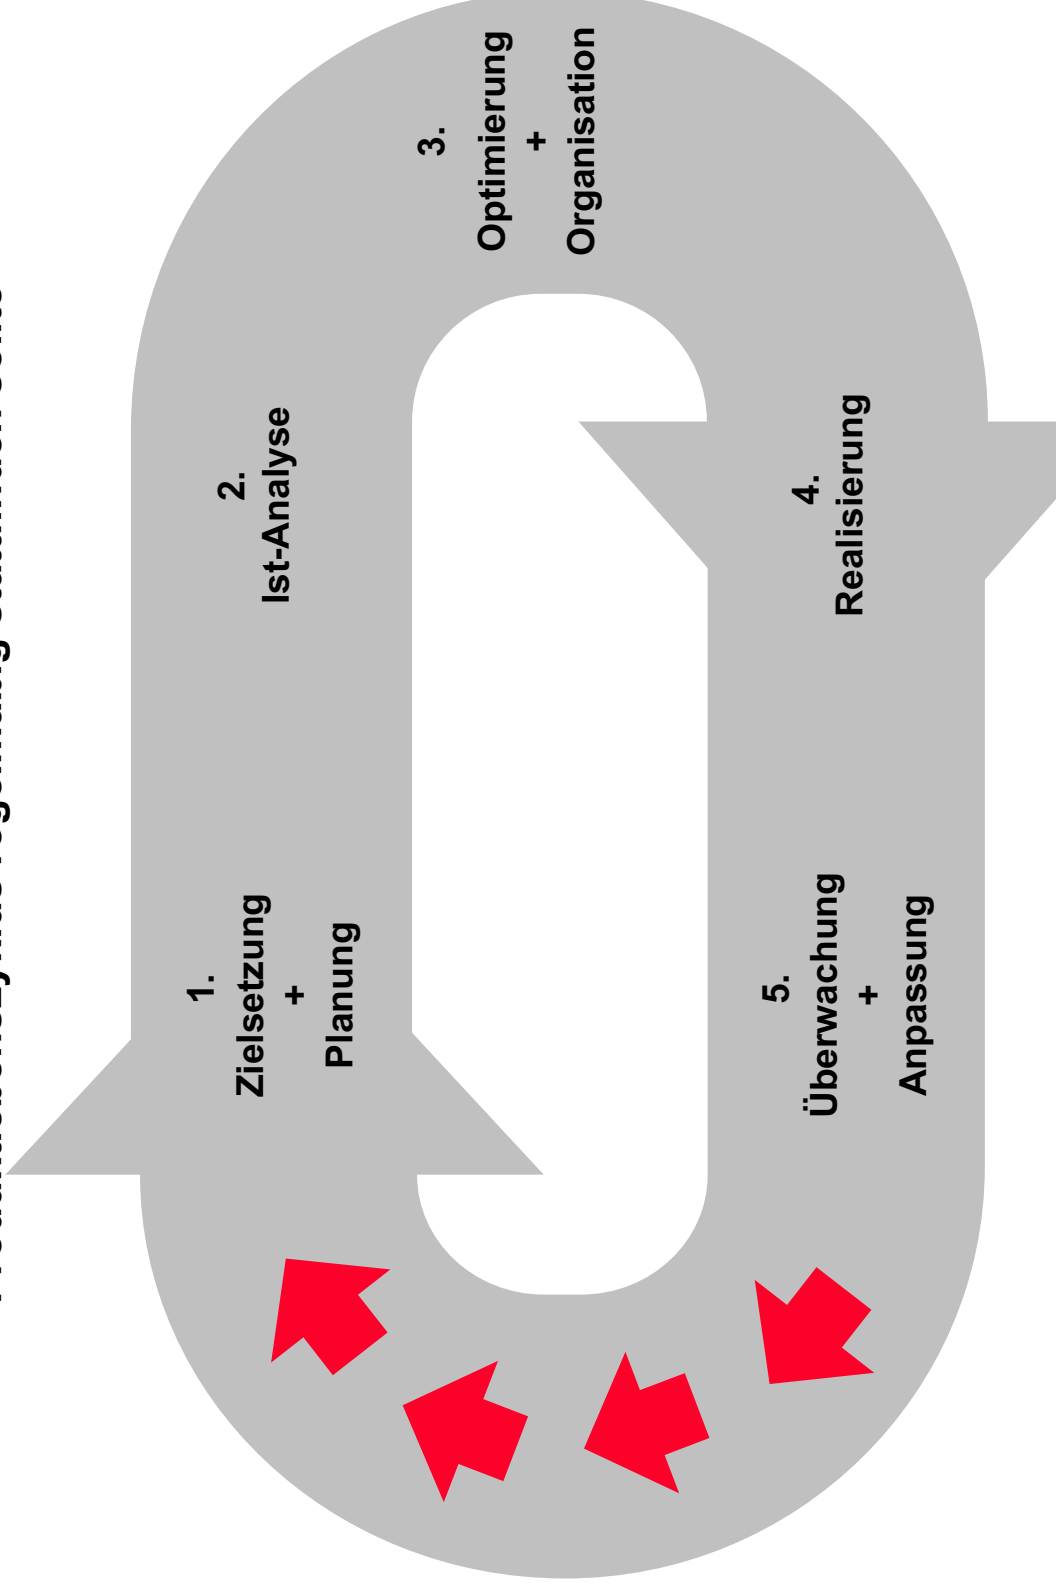 1.
Zielsetzung
+
Planung
2.
Ist-Analyse
3.
Optimierung
+
Organisation
4.
Realisierung
5.
Überwachung
+
Anpassung